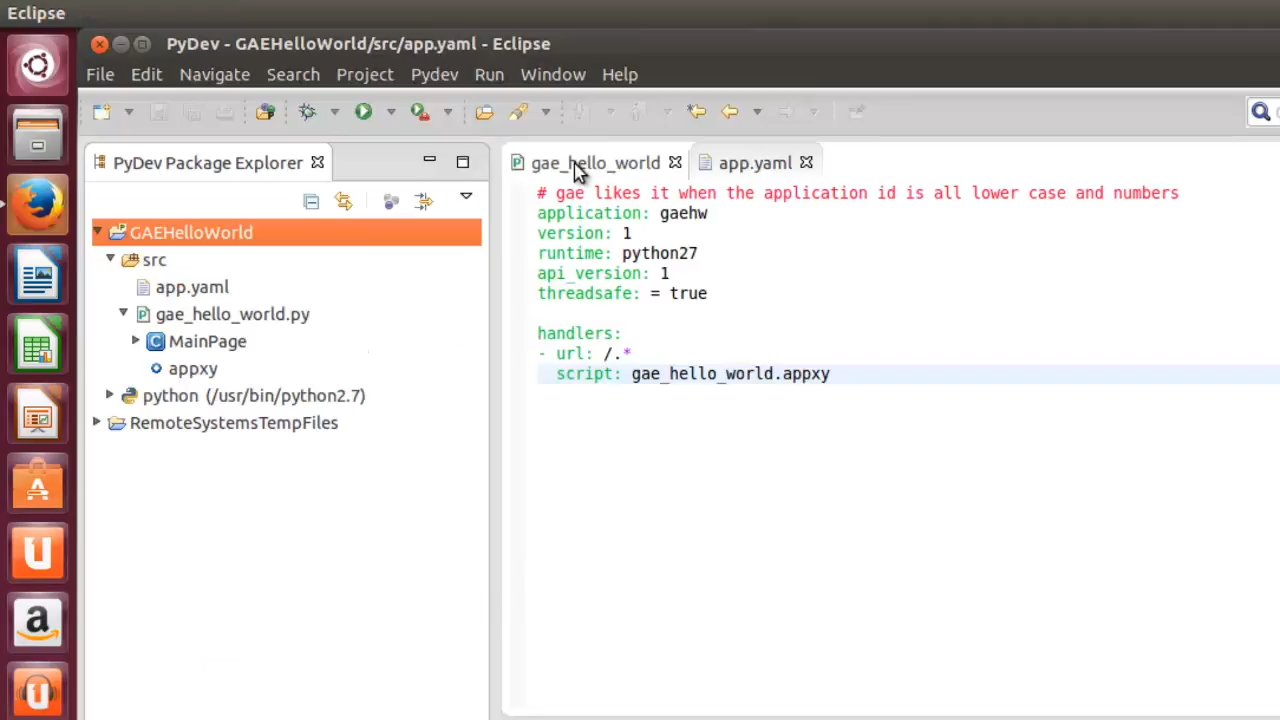 Eclipse
PyDev - GAEHelloWorld/src/app.yaml - Eclipse
File Edit Navigate Search Project Pydev Run Window Help
PyDev Package Explorer
GAEHelloWorld
src
app.yaml
gae_hello_world.py
MainPage
appxy
python (/usr/bin/python2.7)
RemoteSystemsTempFiles
gae_hello_world app.yaml
# gae likes it when the application id is all lower case and numbers
application: gaehw
version: 1
runtime: python27
api_version: 1
threadsafe: = true
handlers:
- url: /.*
script: gae_hello_world.appxy